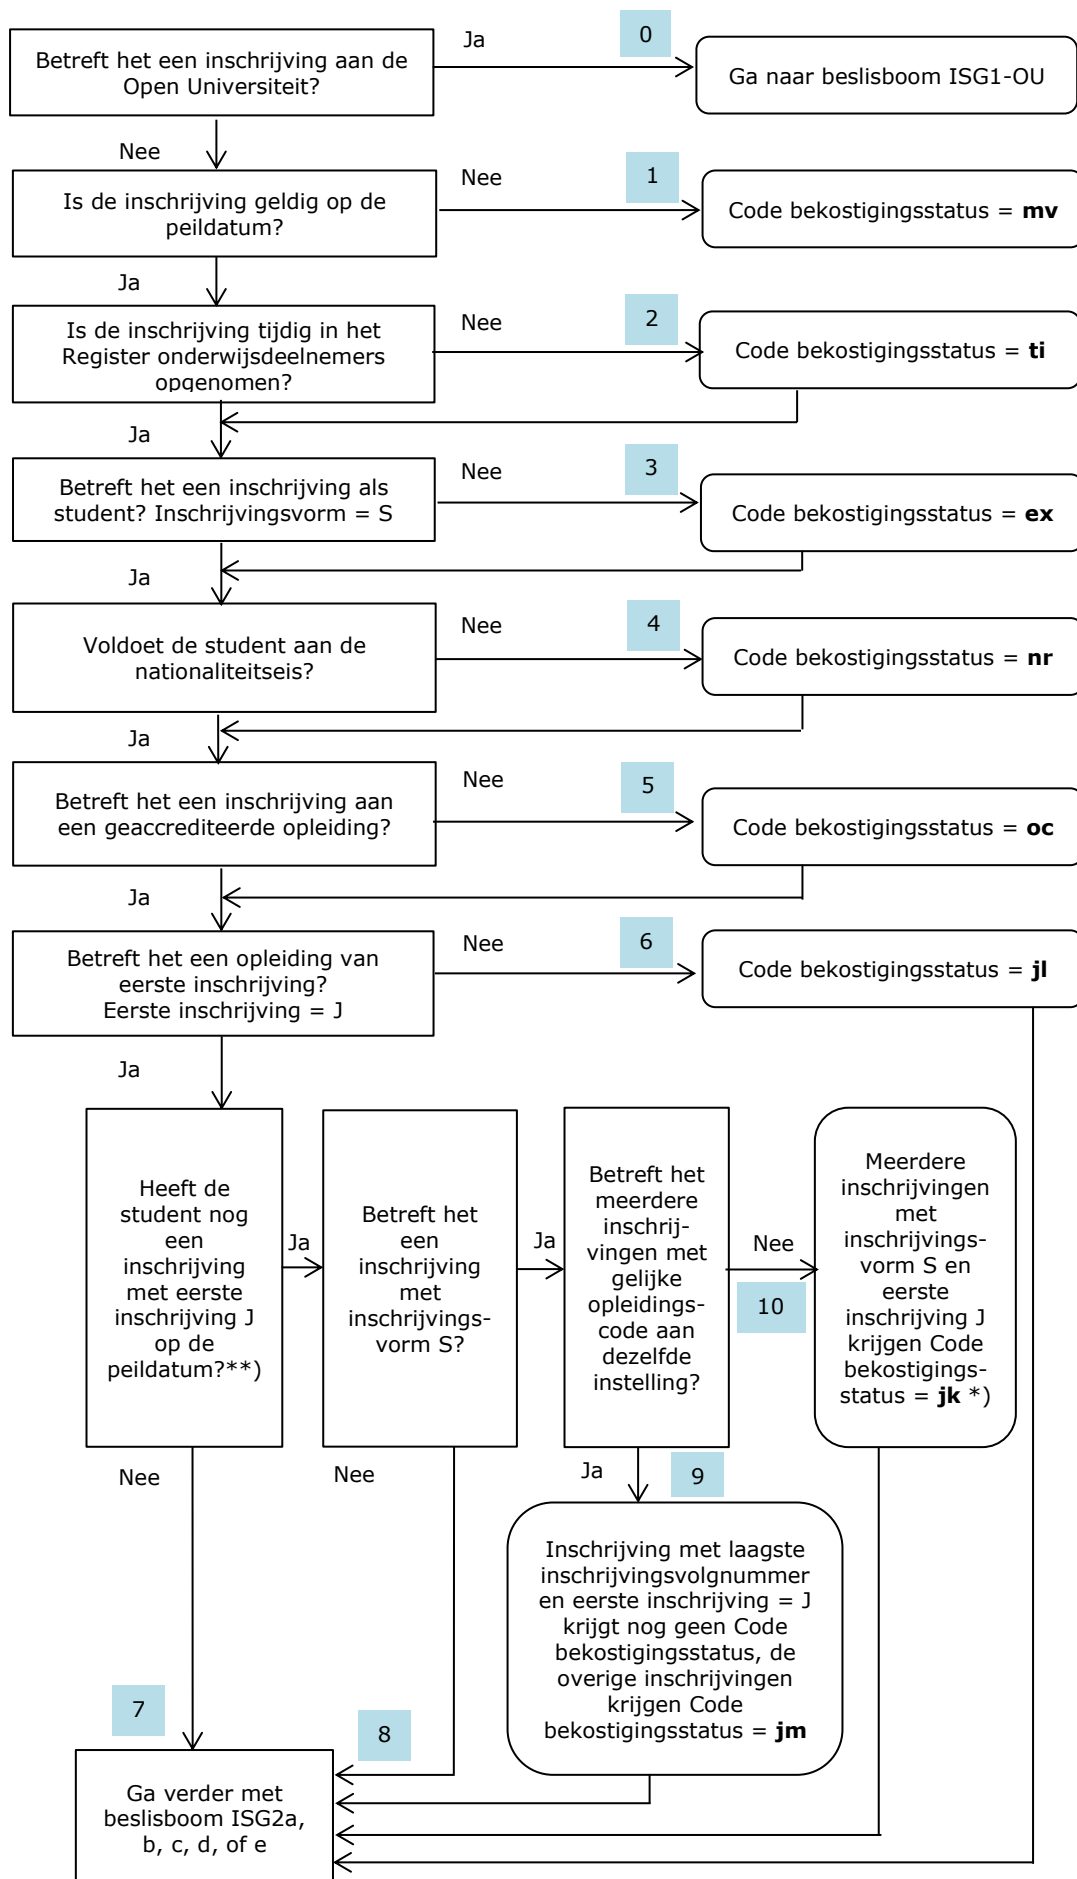 Betreft het een inschrijving aan de
Open Universiteit?
Ja
0
Ga naar beslisboom ISG1-OU
Nee
Is de inschrijving geldig op de
peildatum?
Nee
1
Code bekostigingsstatus = mv
Ja
Is de inschrijving tijdig in het
Register onderwijsdeelnemers
opgenomen?
Nee
2
Code bekostigingsstatus = ti
Ja
Betreft het een inschrijving als
student? Inschrijvingsvorm = S
Nee
3
Code bekostigingsstatus = ex
Ja
Voldoet de student aan de
nationaliteitseis?
Nee
4
Code bekostigingsstatus = nr
Ja
Betreft het een inschrijving aan
een geaccrediteerde opleiding?
Nee
5
Code bekostigingsstatus = oc
Ja
Betreft het een opleiding van
eerste inschrijving?
Eerste inschrijving = J
Nee
6
Code bekostigingsstatus = jl
Ja
Heeft de
student nog
een
inschrijving
met eerste
inschrijving J
op de
peildatum?**)
Ja
Betreft het
een
inschrijving
met
inschrijvings-
vorm S?
Ja
Betreft het
meerdere
inschrij-
vingen met
gelijke
opleidings-
code aan
dezelfde
instelling?
Nee
10
Meerdere
inschrijvingen
met
inschrijvings-
vorm S en
eerste
inschrijving J
krijgen Code
bekostigings-
status = jk *)
Nee
Nee
Ja
9
Inschrijving met laagste
inschrijvingsvolgnummer
en eerste inschrijving = J
krijgt nog geen Code
bekostigingsstatus, de
overige inschrijvingen
krijgen Code
bekostigingsstatus = jm
7
8
Ga verder met
beslisboom ISG2a,
b, c, d, of e